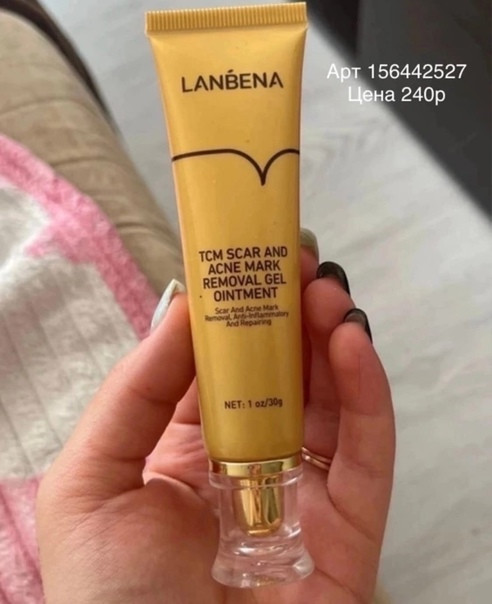 Арт 156442527
Цена 240р
LANBENA
TCM SCAR AND
ACNE MARK
REMOVAL GEL
OINTMENT
Scar And Acne Mark
Removal, Anti-Inflammatory
And Repairing
NET: 1 oz/30g